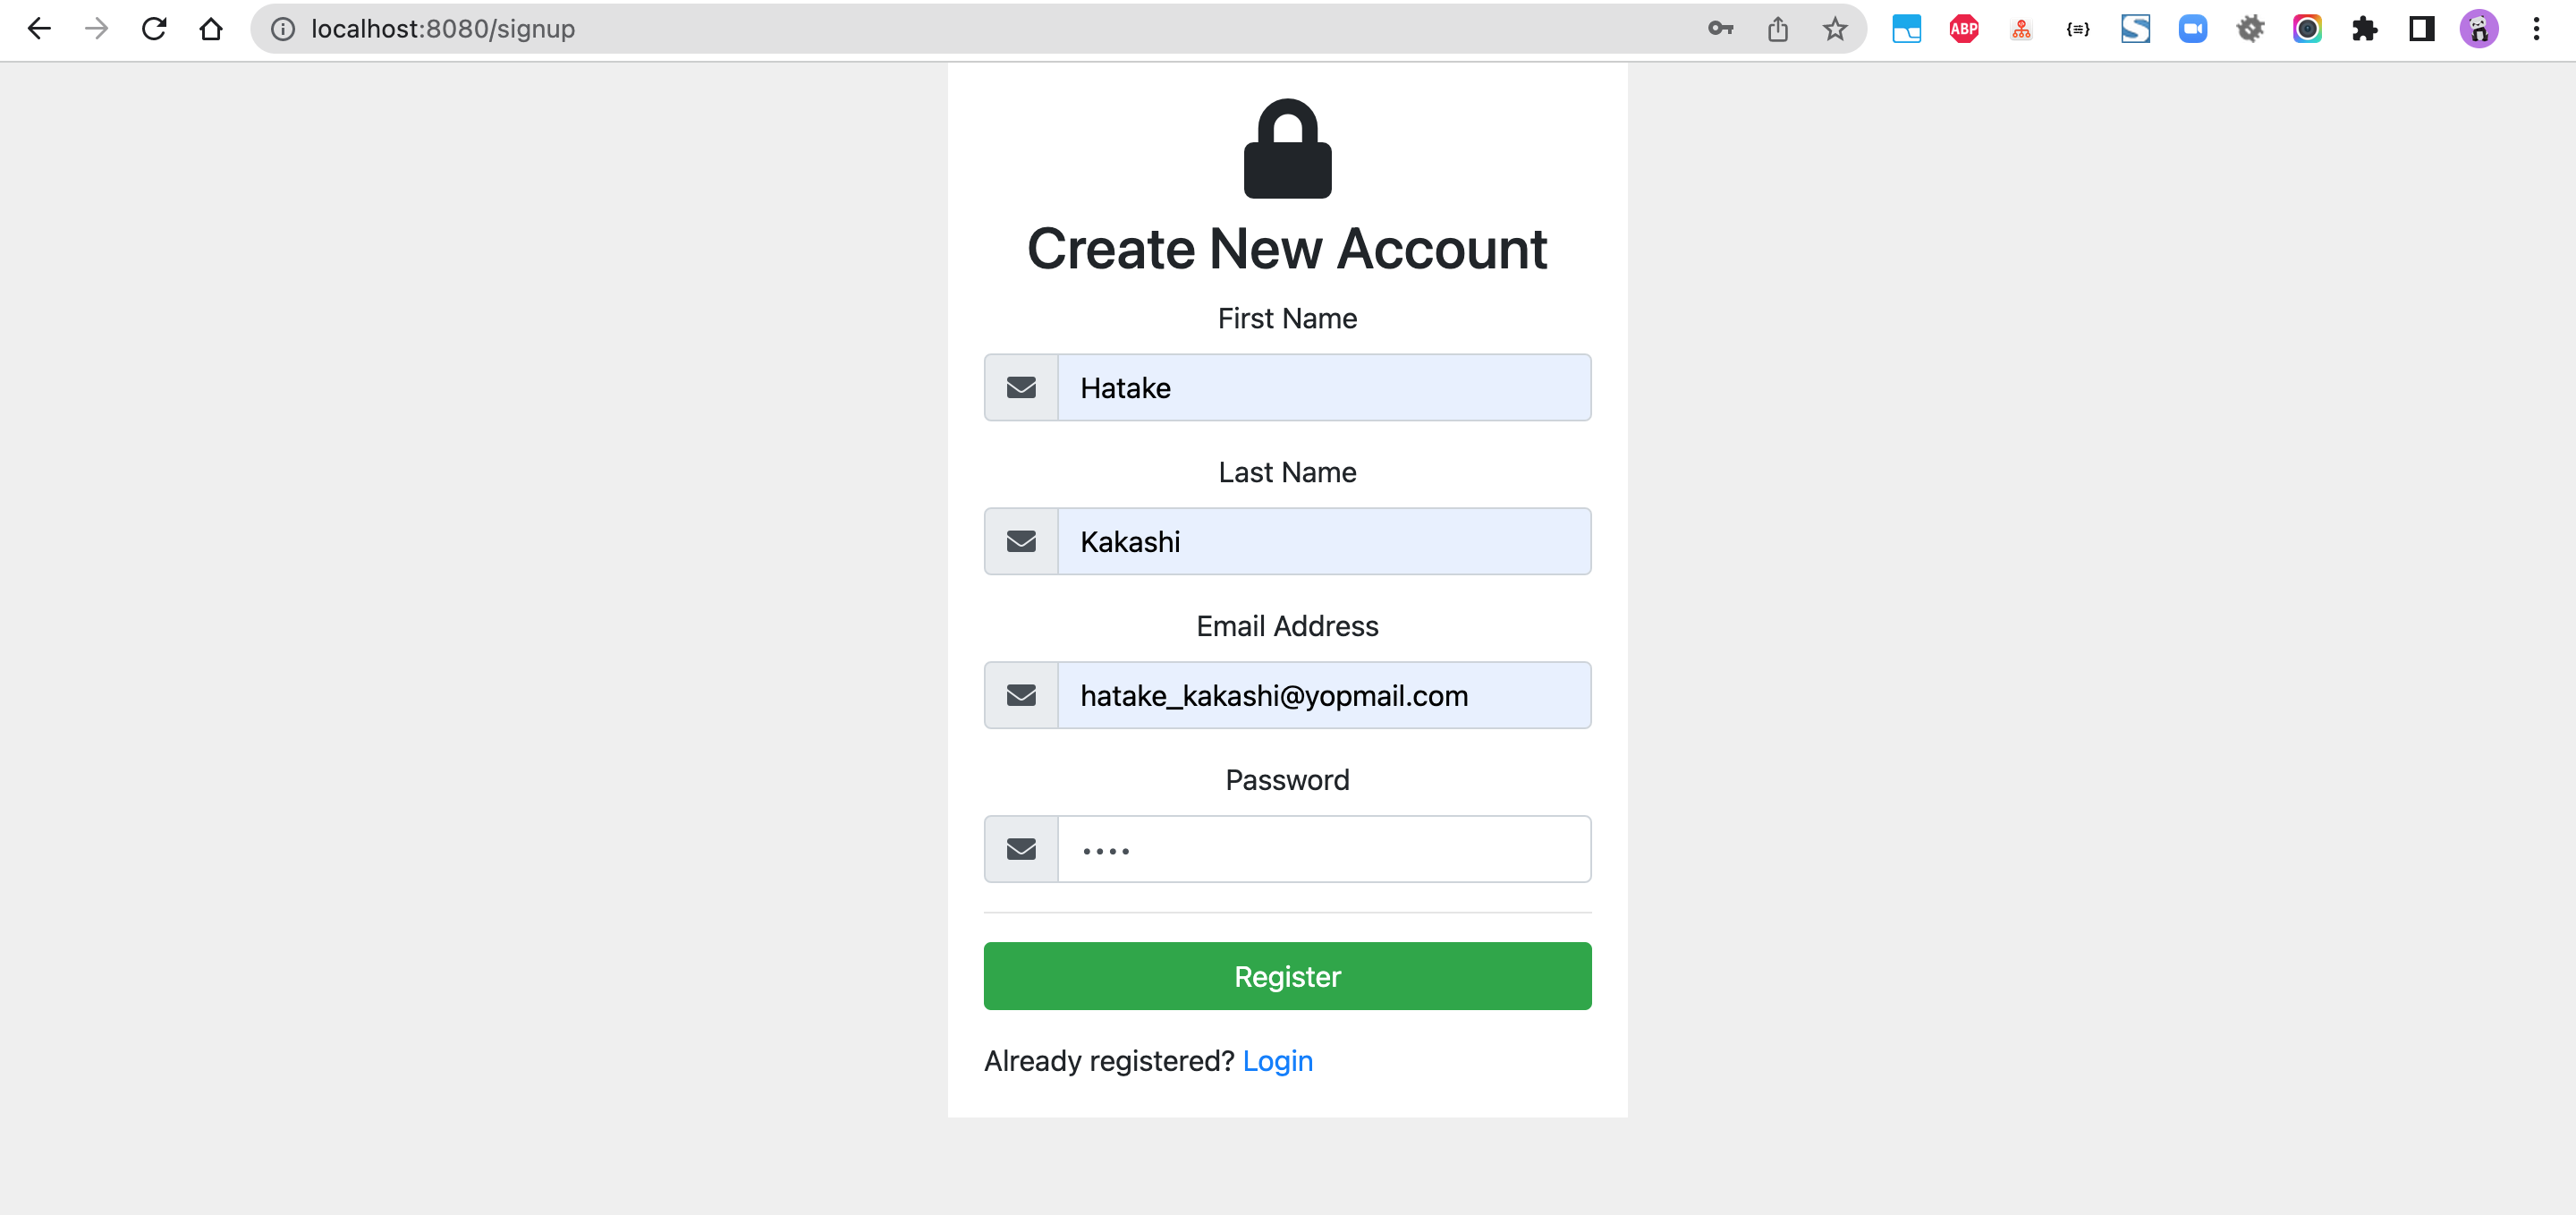 localhost:8080/signup
ABP
Create New Account
First Name
Hatake
Last Name
Kakashi
Email Address
hatake_kakashi@yopmail.com
Password
••••
Register
Already registered? Login